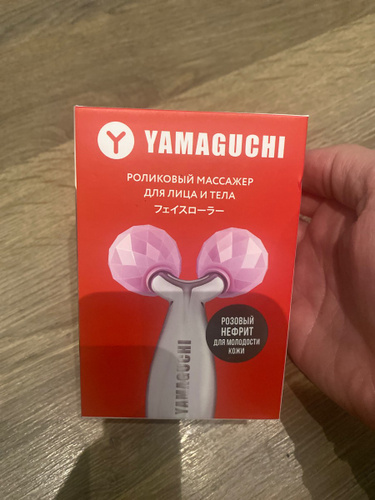 Y YAMAGUCHI
РОЛИКОВЫЙ МАССАЖЕР
ДЛЯ ЛИЦА И ТЕЛА
フェイスローラー
РОЗОВЫЙ
НЕФРИТ
ДЛЯ МОЛОДОСТИ
КОЖИ
YAMAGUCHI